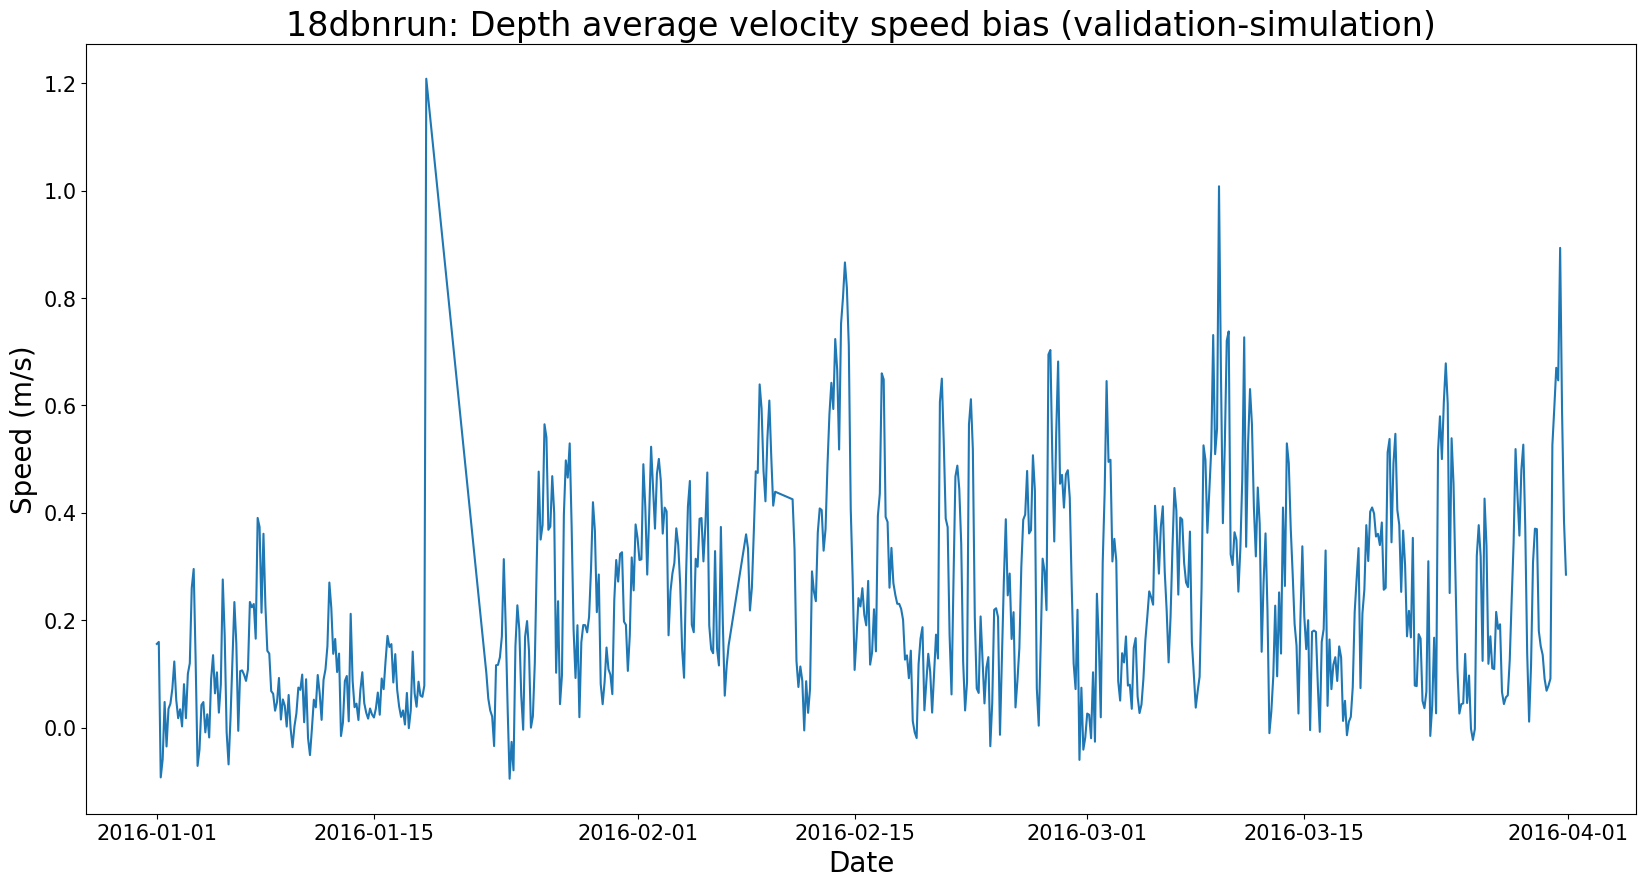 18dbnrun: Depth average velocity speed bias (validation-simulation)
Speed (m/s)
1.2
1.0
0.8
0.6
0.4
0.2
0.0
2016-01-01 2016-01-15 2016-02-01 2016-02-15 2016-03-01 2016-03-15 2016-04-01
Date